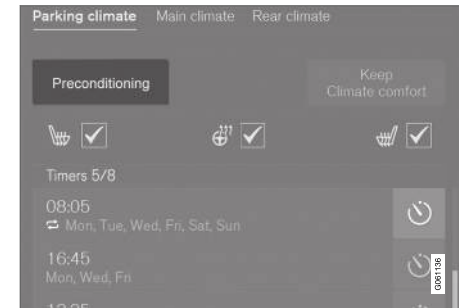 Parking climate Main climate Rear climate
Preconditioning
Keep
Climate comfort
Timers 5/8
08:05
Mon, Tue, Wed, Fri, Sat, Sun
16:45
Mon, Wed, Fri
G061136